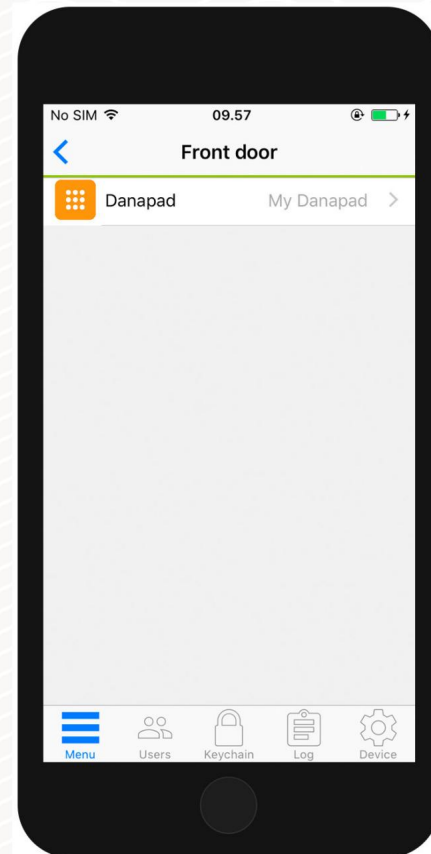 No SIM 09.57
Front door
Danapad My Danapad
Menu Users Keychain Log Device